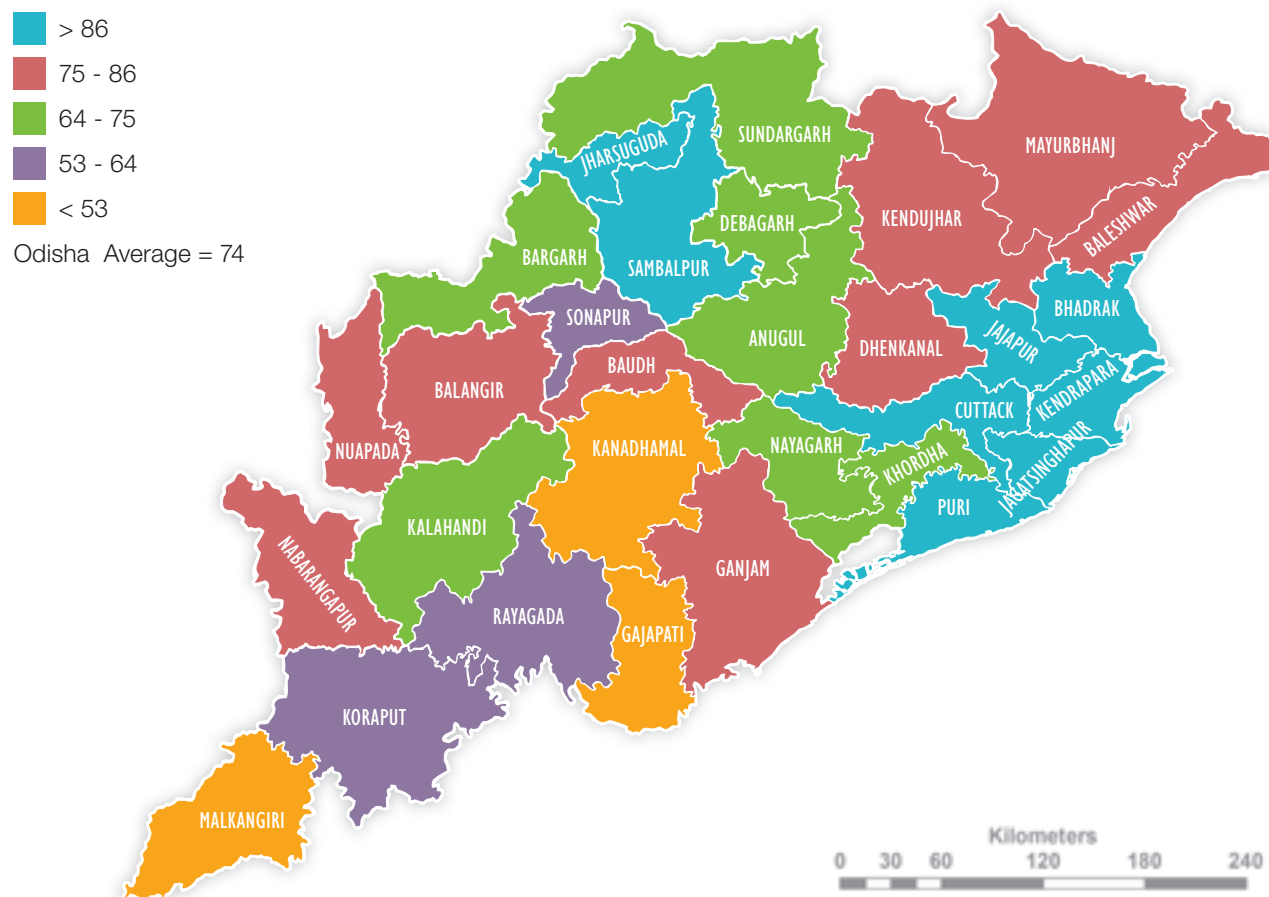 > 86
75 - 86
64 - 75
53 - 64
< 53
Odisha Average = 74
SUNDARGARH
JHARSUGUDA
MAYURBHANJ
KENDUJHAR
DEBAGARH
BALESHWAR
BARGARH
SAMBALPUR
SONAPUR
BHADRAK
ANUGUL
JAJAPUR
DHENKANAL
BAUDH
BALANGIR
KENDRAPARA
CUTTACK
KANADHAMAL
NAYAGARH
NUAPADA
KHORDHA
JAGATSINGHAPUR
PURI
KALAHANDI
GANJAM
NABARANGAPUR
RAYAGADA
GAJAPATI
KORAPUT
MALKANGIRI
Kilometers
0 30 60 120 180 240